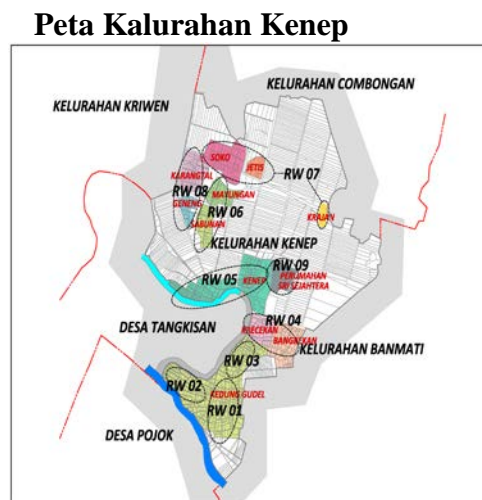 Peta Kalurahan Kenep
KELURAHAN COMBONGAN
KELURAHAN KRIWEN
SOKO
JETIS
KARANGTAL
RW 07
RW 08
MAYUNGAN
GENENG
RW 06
KRAJAN
SABUNAN
KELURAHAN KENEP
RW 09
RW 05
KENEP
PERUMAHAN
SRI SEJAHTERA
DESA TANGKISAN
RW 04
BANGKEKAN
KELURAHAN BANMATI
RW 03
RW 02
KEDUNIS GUDEL
RW 01
DESA POJOK